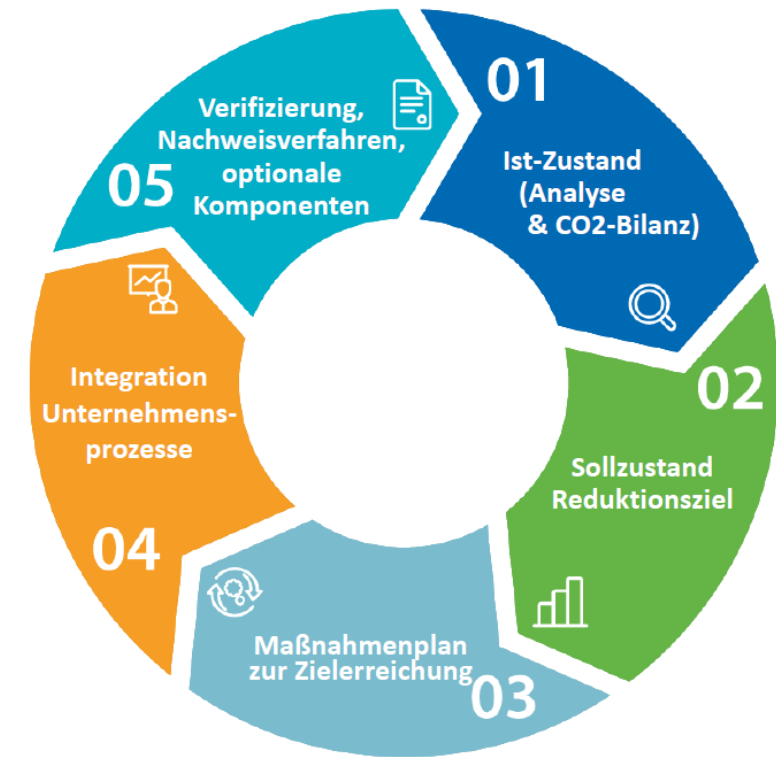 01
Ist-Zustand
(Analyse
& CO2-Bilanz)
02
Sollzustand
Reduktionsziel
Maßnahmenplan
zur Zielerreichung
03
Integration
Unternehmens-
prozesse
04
Verifizierung,
Nachweisverfahren,
optionale
Komponenten
05